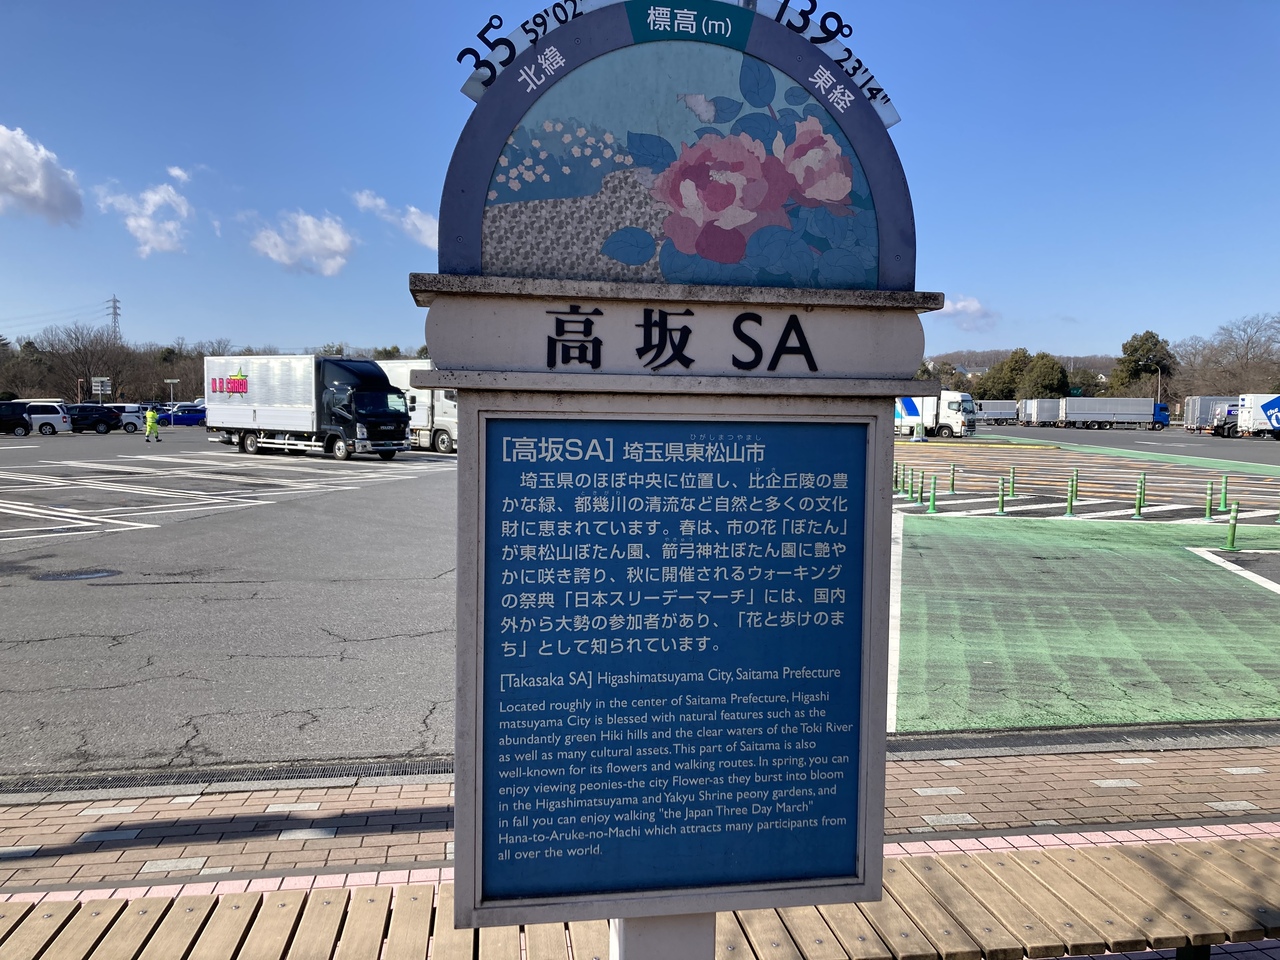 35° 59'02"
北緯
標高(m)
139° 23'14"
東経
高坂 SA
[高坂SA] 埼玉県東松山市
ひがしまつやまし
埼玉県のほぼ中央に位置し、比企丘陵の豊
かな緑、都幾川の清流など自然と多くの文化
財に恵まれています。春は、市の花「ぼたん」
が東松山ぼたん園、箭弓神社ぼたん園に艶や
かに咲き誇り、秋に開催されるウォーキング
の祭典「日本スリーデーマーチ」には、国内
外から大勢の参加者があり、「花と歩けのま
ち」として知られています。
[Takasaka SA] Higashimatsuyama City, Saitama Prefecture
Located roughly in the center of Saitama Prefecture, Higashi
matsuyama City is blessed with natural features such as the
abundantly green Hiki hills and the clear waters of the Toki River
as well as many cultural assets. This part of Saitama is also
well-known for its flowers and walking routes. In spring, you can
enjoy viewing peonies-the city Flower-as they burst into bloom
in the Higashimatsuyama and Yakyu Shrine peony gardens, and
in fall you can enjoy walking "the Japan Three Day March"
Hana-to-Aruke-no-Machi which attracts many participants from
all over the world.